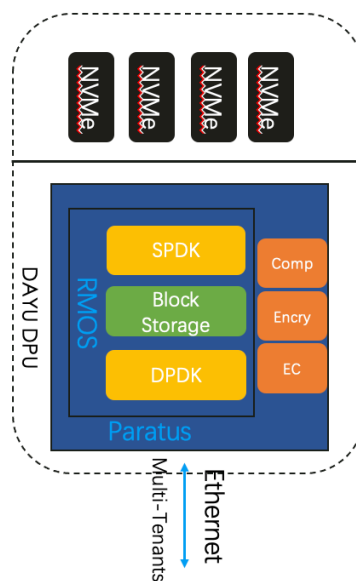 NVMe
NVMe
NVMe
NVMe
DAYU DPU
RMOS
SPDK
Block
Storage
DPDK
Comp
Encry
EC
Paratus
Multi-Tenants
Ethernet